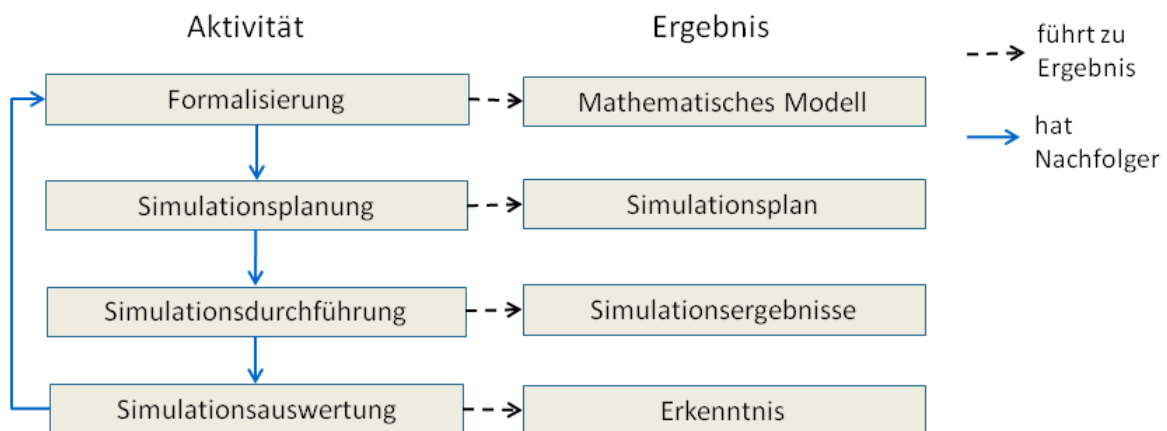 Aktivität
Ergebnis
führt zu
Ergebnis
hat
Nachfolger
Formalisierung
Mathematisches Modell
Simulationsplanung
Simulationsplan
Simulationsdurchführung
Simulationsergebnisse
Simulationsauswertung
Erkenntnis